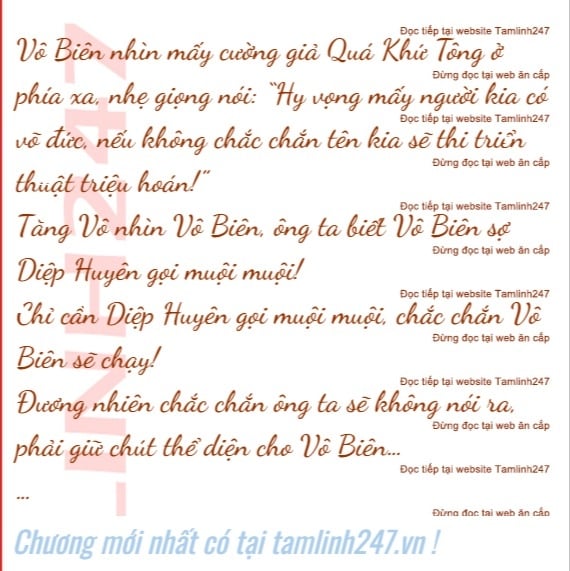 Đọc tiếp tại website Tamlinh247
Vô Biên nhìn mấy cường giả Quá Khứ Tông ở
Đừng đọc tại web ăn cắp
phía xa, nhẹ giọng nói: “Hy vọng mấy người kia có
Đọc tiếp tại website Tamlinh247
võ đức, nếu không chắc chắn tên kia sẽ thi triển
Đừng đọc tại web ăn cắp
thuật triệu hoán!”
Đọc tiếp tại website Tamlinh247
Tăng Vô nhìn Vô Biên, ông ta biết Vô Biên sợ
Đừng đọc tại web ăn cắp
Diệp Huyên gọi muội muội!
Đọc tiếp tại website Tamlinh247
Chỉ cần Diệp Huyên gọi muội muội, chắc chắn Vô
Đừng đọc tại web ăn cắp
Biên sẽ chạy!
Đọc tiếp tại website Tamlinh247
Đương nhiên chắc chắn ông ta sẽ không nói ra,
Đừng đọc tại web ăn cắp
phải giữ chút thể diện cho Vô Biên...
Đọc tiếp tại website Tamlinh247
...
Đừng đọc tại web ăn cắp
Chương mới nhất có tại tamlinh247.vn !
LINH247